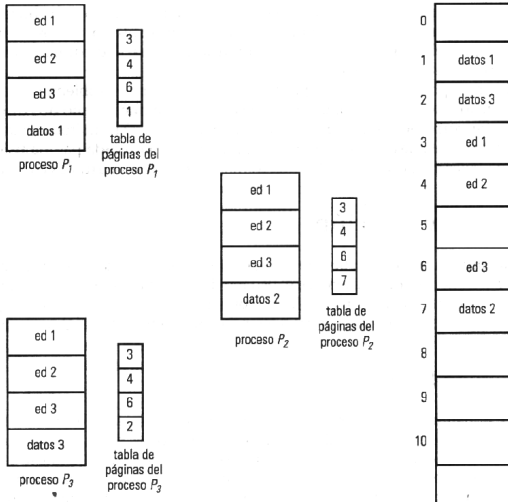 ed 1
ed 2
ed 3
datos 1
proceso P1
3
4
6
1
tabla de
páginas del
proceso P1
ed 1
ed 2
ed 3
datos 2
proceso P2
3
4
6
7
tabla de
páginas del
proceso P2
ed 1
ed 2
ed 3
datos 3
proceso P3
3
4
6
2
tabla de
páginas del
proceso P3
0
1 datos 1
2 datos 3
3 ed 1
4 ed 2
5
6 ed 3
7 datos 2
8
9
10